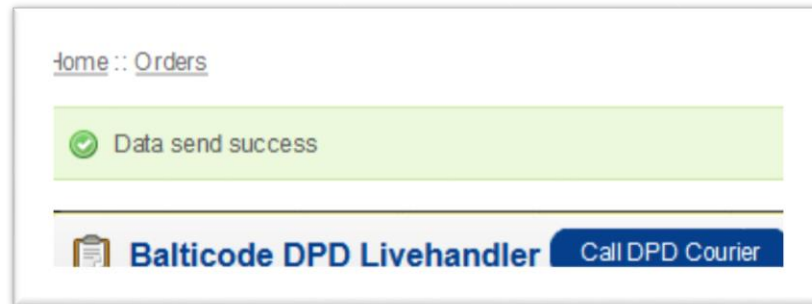 Home :: Orders
Data send success
Balticode DPD Livehandler Call DPD Courier